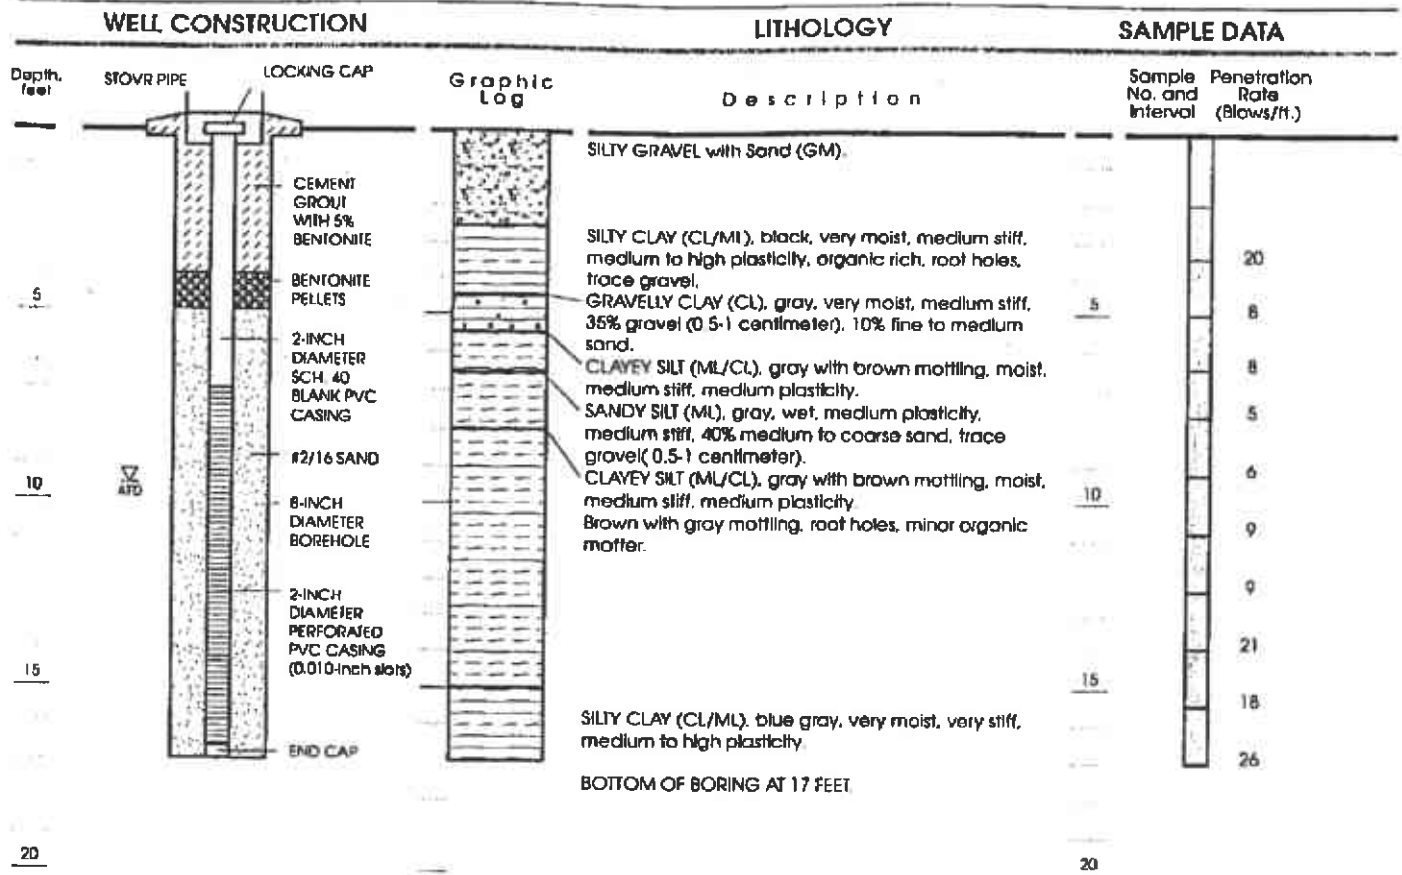 WELL CONSTRUCTION
LITHOLOGY
SAMPLE DATA
Depth, feet
STOVR PIPE
LOCKING CAP
Graphic Log
Description
Sample No. and Interval
Penetration Rate (Blows/ft.)
CEMENT
GROUT
WITH 5%
BENTONITE
BENTONITE
PELLETS
2-INCH
DIAMETER
SCH. 40
BLANK PVC
CASING
#2/16 SAND
8-INCH
DIAMETER
BOREHOLE
2-INCH
DIAMETER
PERFORATED
PVC CASING
(0.010-inch slots)
END CAP
5
10
ATD
15
20
SILTY GRAVEL with Sand (GM).
SILTY CLAY (CL/ML), black, very moist, medium stiff,
medium to high plasticity, organic rich, root holes,
trace gravel.
GRAVELLY CLAY (CL), gray, very moist, medium stiff,
35% gravel (0.5-1 centimeter), 10% fine to medium
sand.
CLAYEY SILT (ML/CL), gray with brown mottling, moist,
medium stiff, medium plasticity.
SANDY SILT (ML), gray, wet, medium plasticity,
medium stiff, 40% medium to coarse sand, trace
gravel( 0.5-1 centimeter).
CLAYEY SILT (ML/CL), gray with brown mottling, moist,
medium stiff, medium plasticity.
Brown with gray mottling, root holes, minor organic
matter.
SILTY CLAY (CL/ML), blue gray, very moist, very stiff,
medium to high plasticity.
BOTTOM OF BORING AT 17 FEET.
5
10
15
20
20
8
8
5
6
9
9
21
18
26